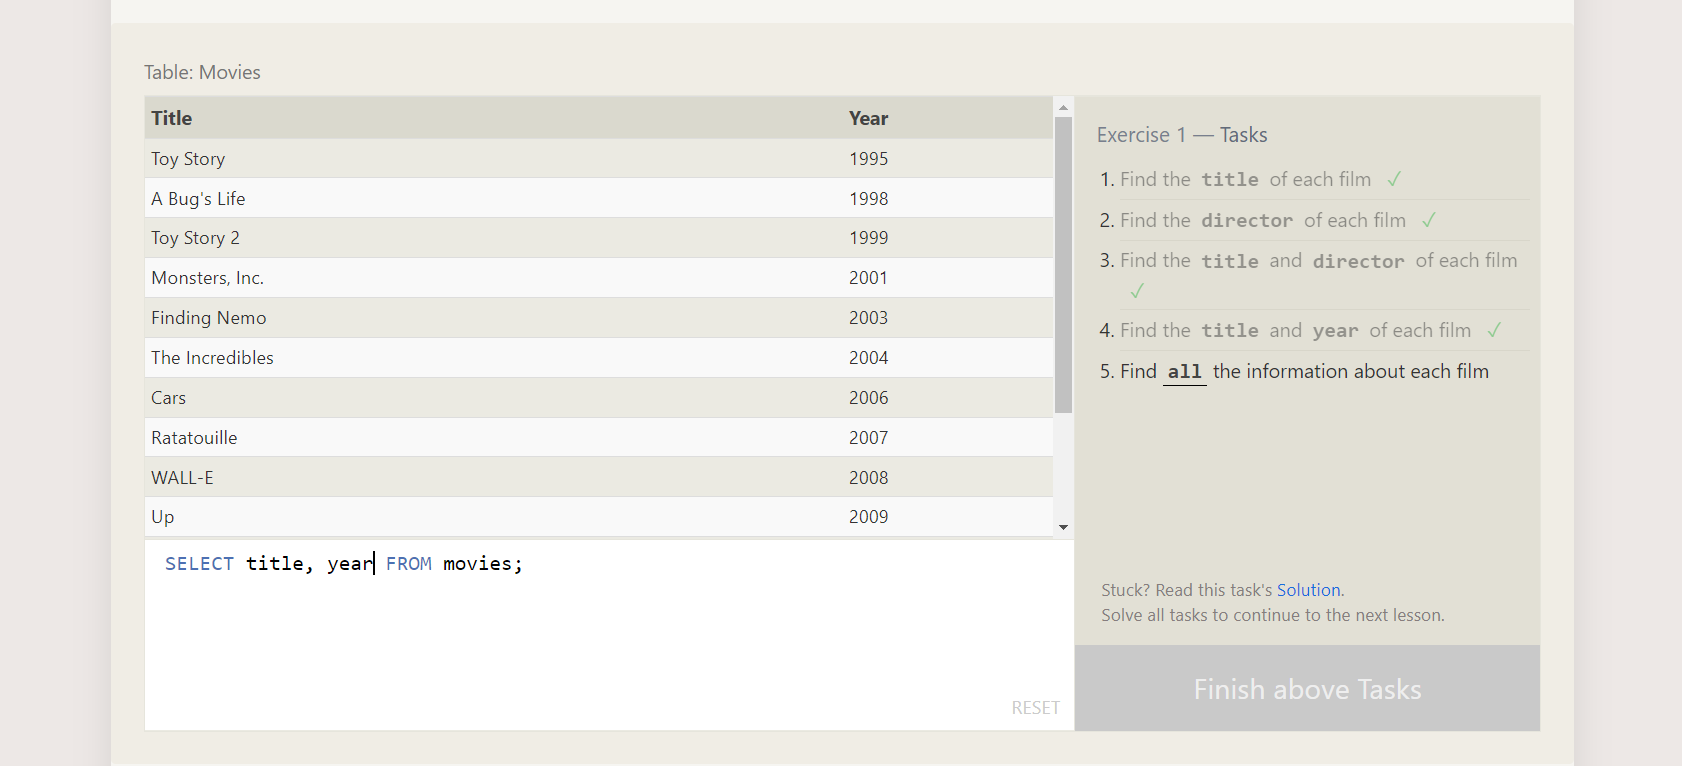 Table: Movies
Title Year
Toy Story 1995
A Bug's Life 1998
Toy Story 2 1999
Monsters, Inc. 2001
Finding Nemo 2003
The Incredibles 2004
Cars 2006
Ratatouille 2007
WALL-E 2008
Up 2009
SELECT title, year FROM movies;
RESET
Exercise 1 — Tasks
1. Find the title of each film ✓
2. Find the director of each film ✓
3. Find the title and director of each film
✓
4. Find the title and year of each film ✓
5. Find all the information about each film
Stuck? Read this task's Solution.
Solve all tasks to continue to the next lesson.
Finish above Tasks